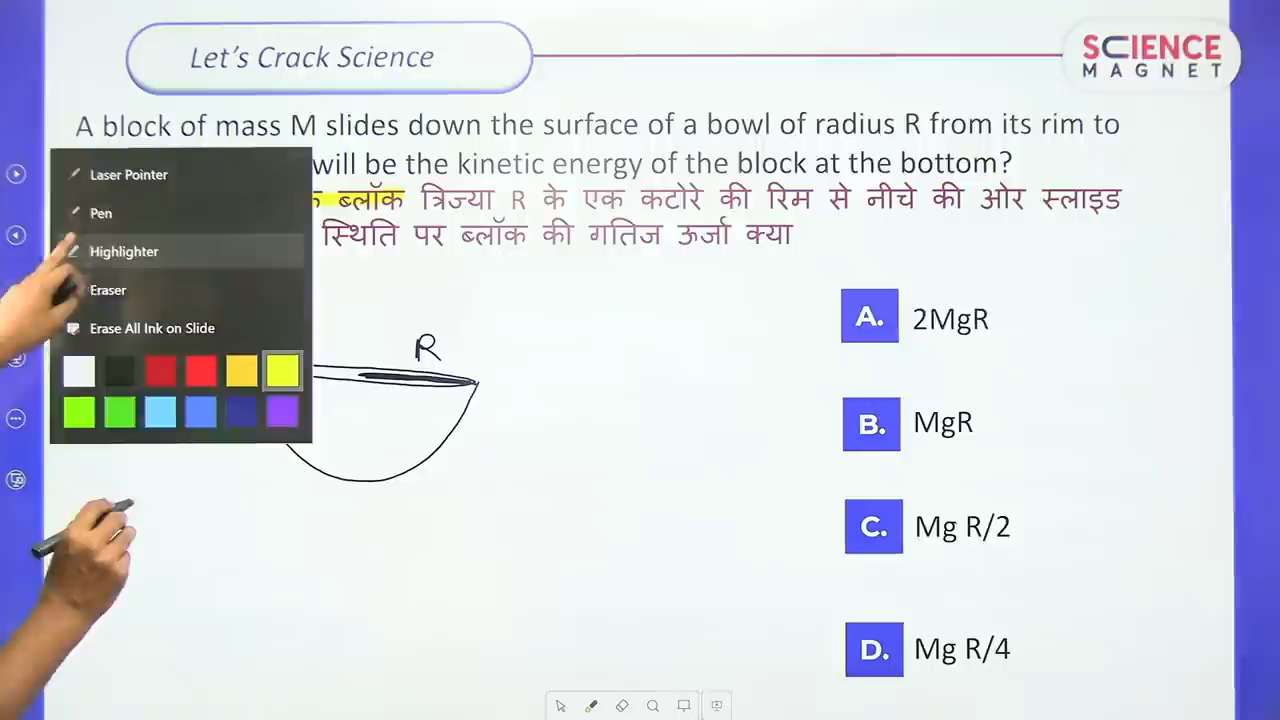 Let's Crack Science
SCIENCE
MAGNET
A block of mass M slides down the surface of a bowl of radius R from its rim to
will be the kinetic energy of the block at the bottom?
ब्लॉक त्रिज्या R के एक कटोरे की रिम से नीचे की ओर स्लाइड
स्थिति पर ब्लॉक की गतिज ऊर्जा क्या
Laser Pointer
Pen
Highlighter
Eraser
Erase All Ink on Slide
R
A. 2MgR
B. MgR
C. Mg R/2
D. Mg R/4